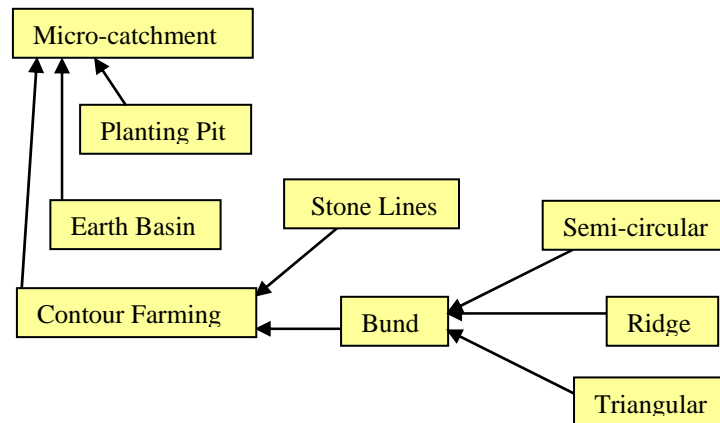 Micro-catchment
Planting Pit
Earth Basin
Stone Lines
Semi-circular
Contour Farming
Bund
Ridge
Triangular